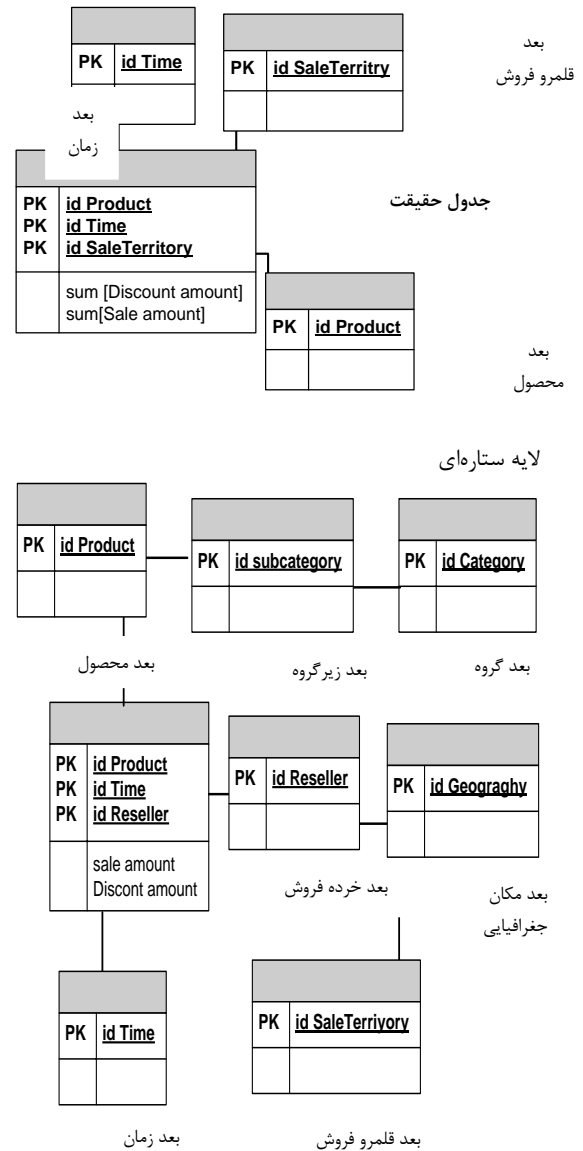 PK id Time
PK id SaleTerritry
بعد
قلمرو فروش
بعد
زمان
جدول حقیقت
PK id Product
PK id Time
PK id SaleTerritory
sum [Discount amount]
sum[Sale amount]
PK id Product
بعد
محصول
لایه ستاره‌ای
PK id Product
PK id subcategory
PK id Category
بعد محصول
بعد زیرگروه
بعد گروه
PK id Product
PK id Time
PK id Reseller
sale amount
Discont amount
PK id Reseller
PK id Geograghy
بعد خرده فروش
بعد مکان
جغرافیایی
PK id Time
PK id SaleTerriyory
بعد زمان
بعد قلمرو فروش